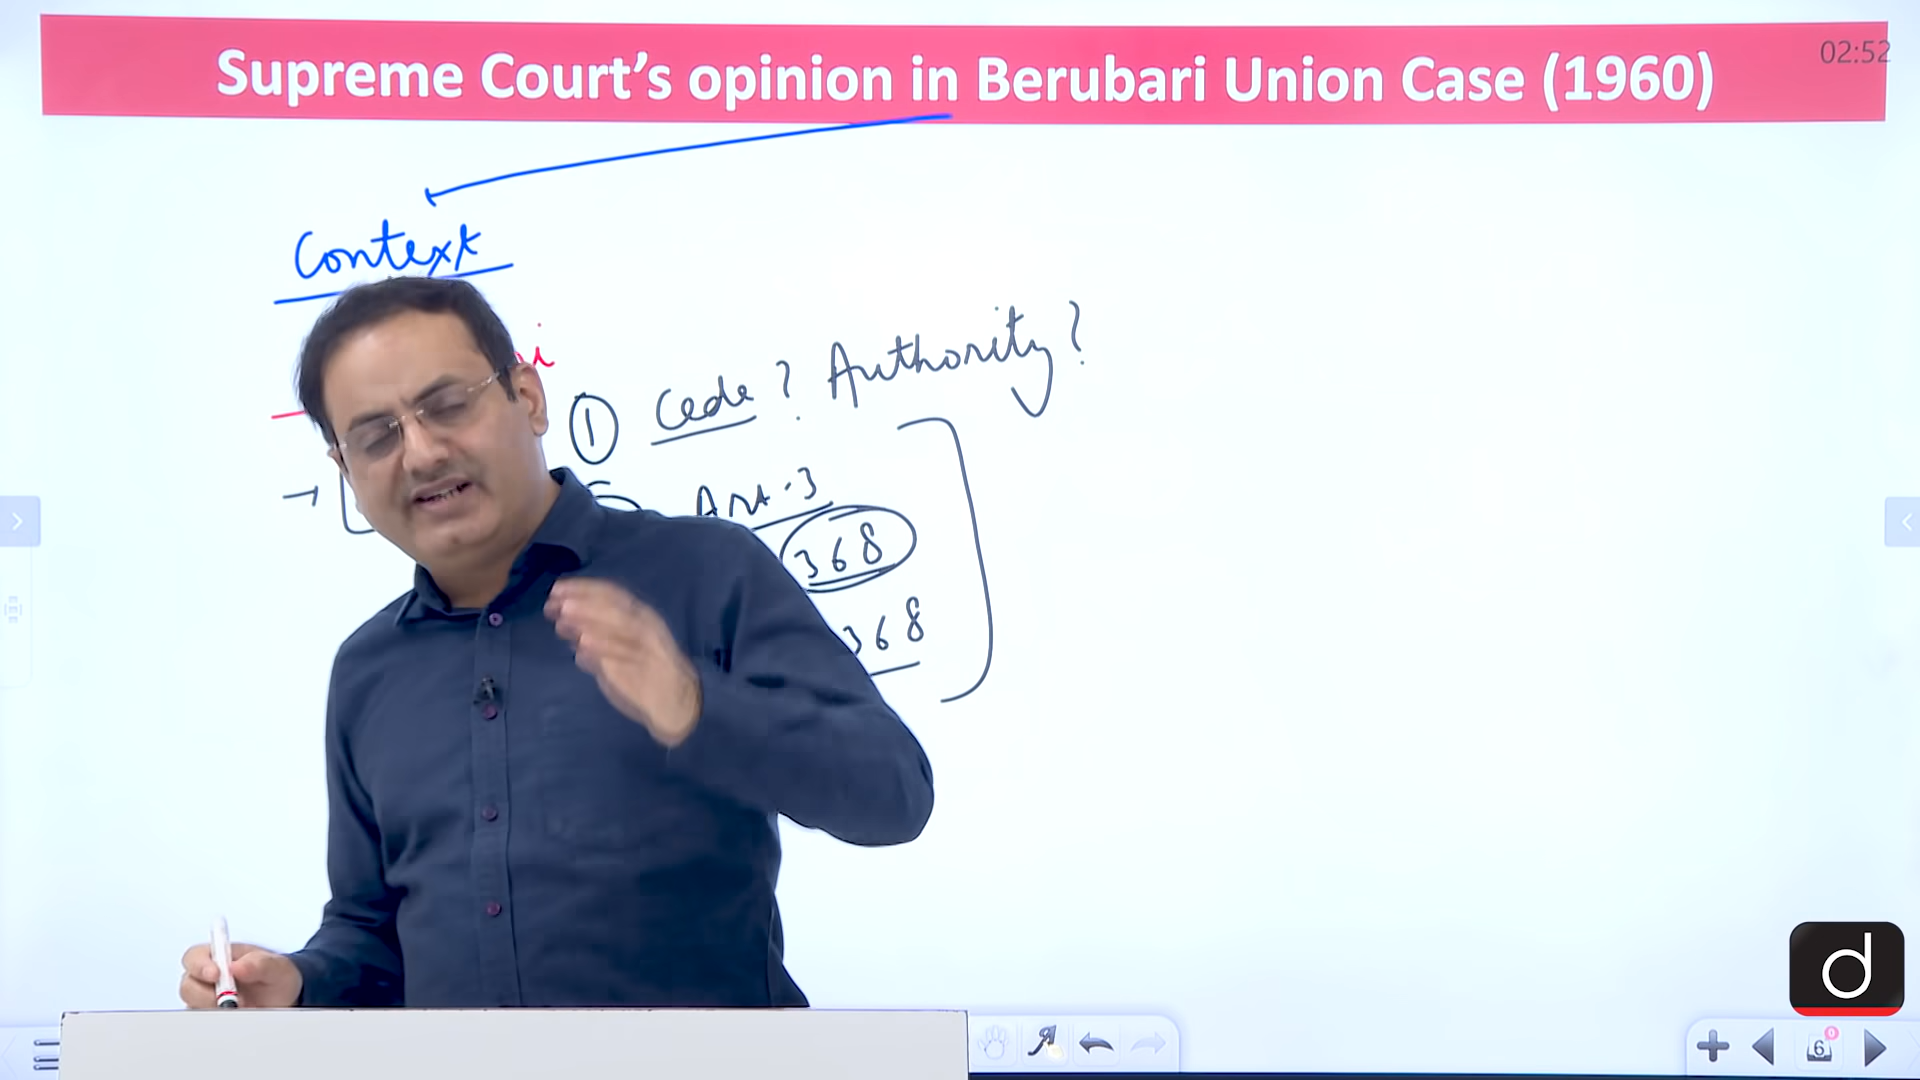 Supreme Court's opinion in Berubari Union Case (1960)
02:52
Context
① Cede? Authority?
Art. 3
368
368
d
6
0